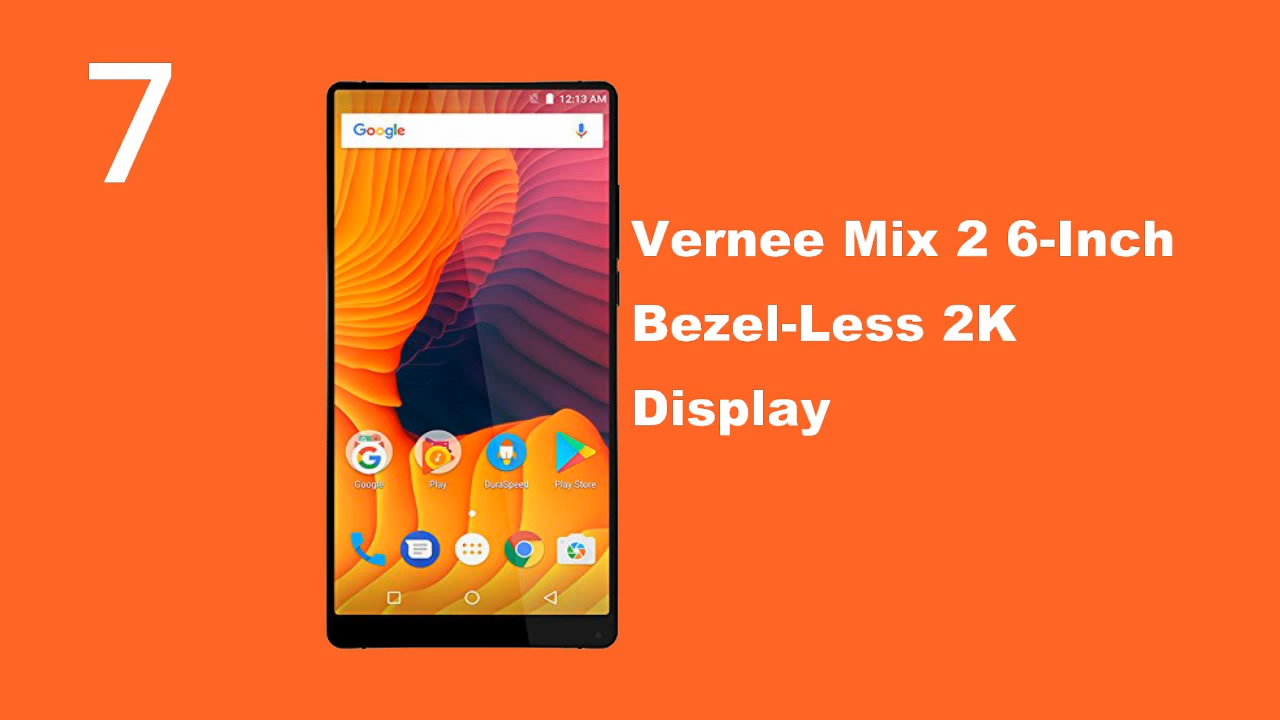 7
12:13 AM
Google
Vernee Mix 2 6-Inch
Bezel-Less 2K
Display
Google Play DuraSpeed Play Store